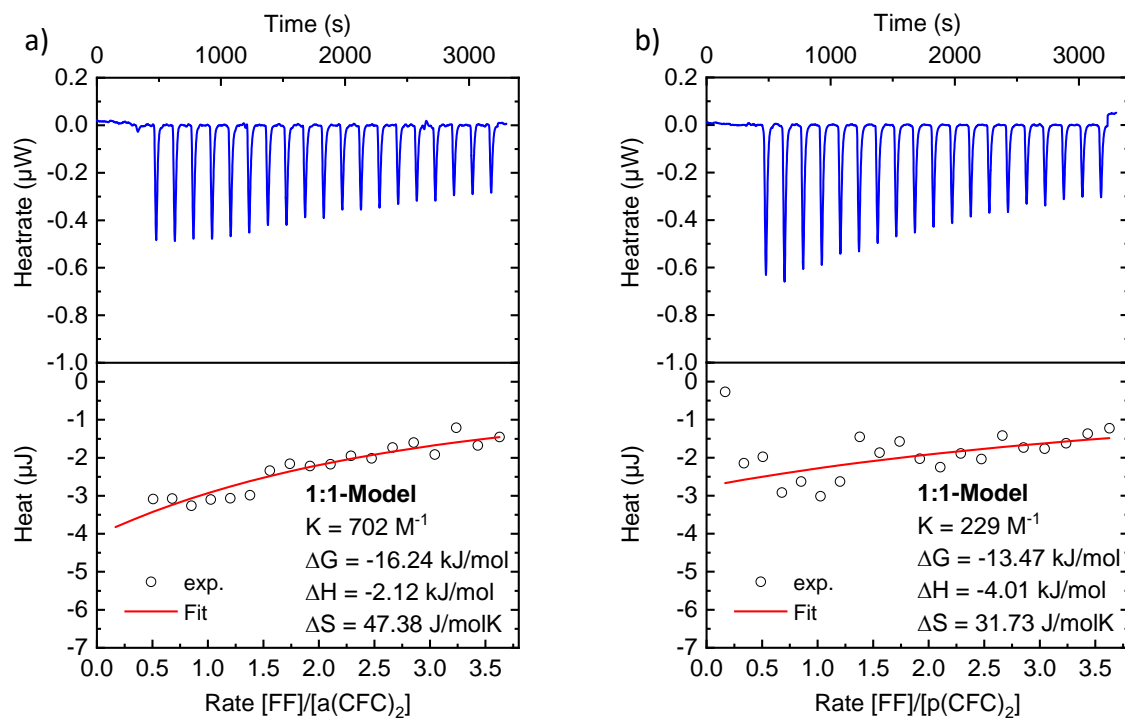 a)
Time (s)
0 1000 2000 3000
0.2
0.0
-0.2
-0.4
-0.6
-0.8
-1.0
Heatrate (µW)
0
-1
-2
-3
-4
-5
-6
-7
Heat (µJ)
1:1-Model
K = 702 M⁻¹
ΔG = -16.24 kJ/mol
ΔH = -2.12 kJ/mol
ΔS = 47.38 J/molK
exp.
Fit
0.0 0.5 1.0 1.5 2.0 2.5 3.0 3.5
Rate [FF]/[a(CFC)₂]
b)
Time (s)
0 1000 2000 3000
0.2
0.0
-0.2
-0.4
-0.6
-0.8
-1.0
Heatrate (µW)
0
-1
-2
-3
-4
-5
-6
-7
Heat (µJ)
1:1-Model
K = 229 M⁻¹
ΔG = -13.47 kJ/mol
ΔH = -4.01 kJ/mol
ΔS = 31.73 J/molK
exp.
Fit
0.0 0.5 1.0 1.5 2.0 2.5 3.0 3.5
Rate [FF]/[p(CFC)₂]